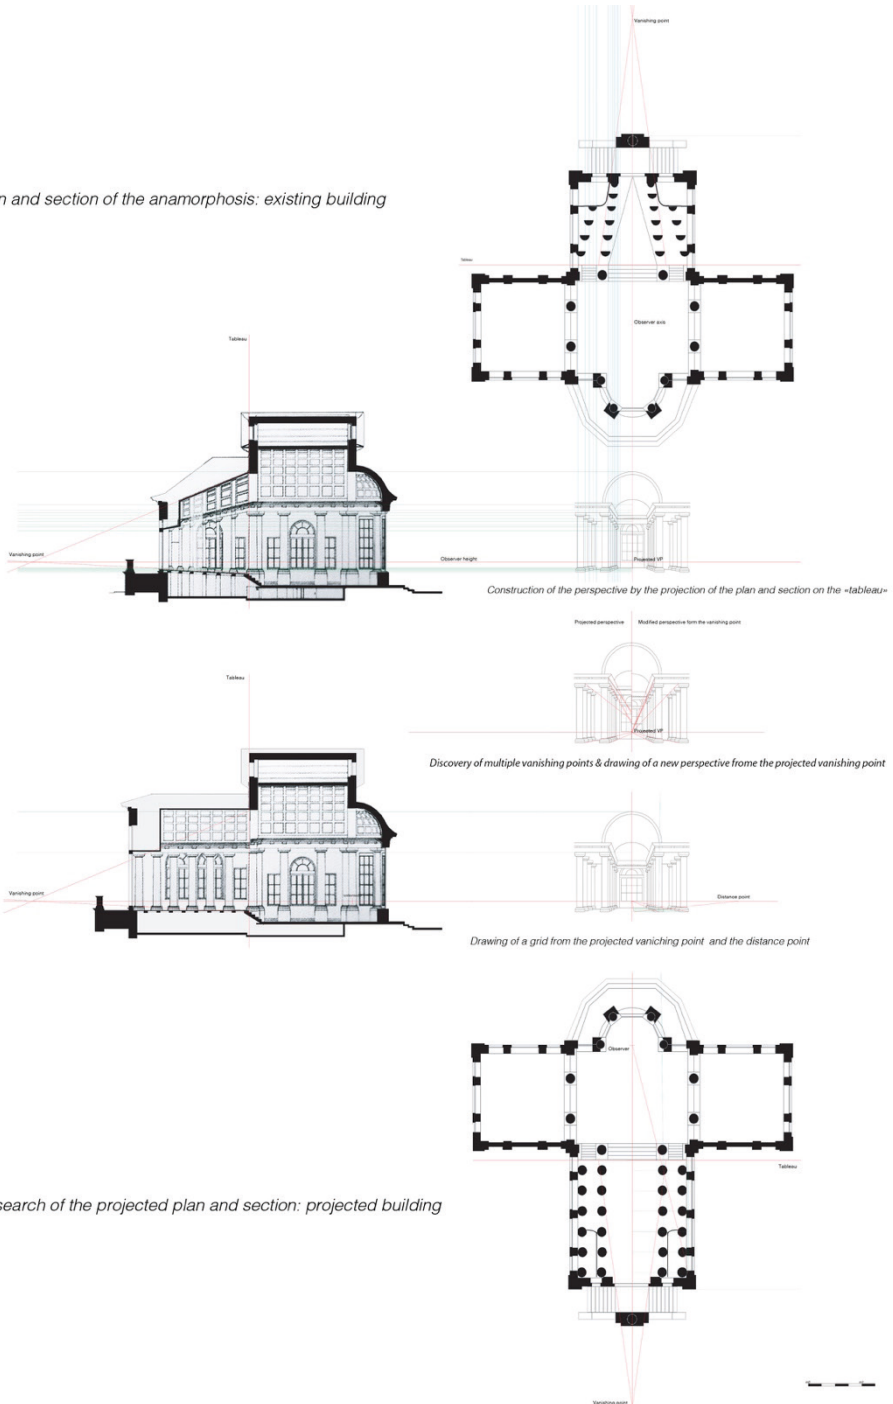 Vanishing point
n and section of the anamorphosis: existing building
Tableau
Observer axis
Tableau
Vanishing point
Observer height
Projected VP
Construction of the perspective by the projection of the plan and section on the «tableau»
Projected perspective
Modified perspective form the vanishing point
Tableau
Projected VP
Discovery of multiple vanishing points & drawing of a new perspective frome the projected vanishing point
Vanishing point
Distance point
Drawing of a grid from the projected vaniching point and the distance point
Observer
Tableau
search of the projected plan and section: projected building
Vanishing point